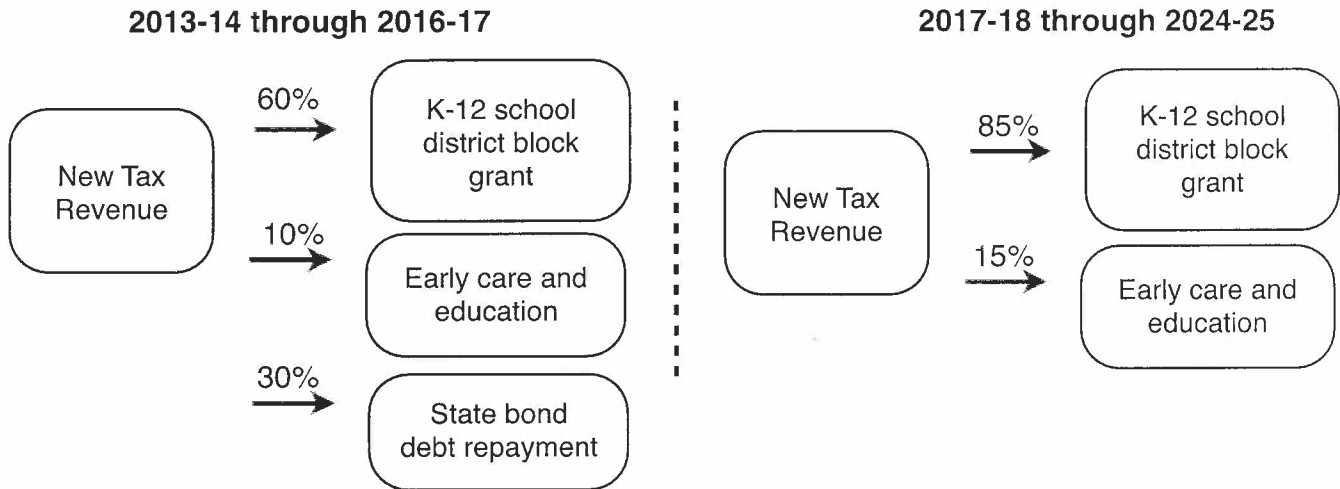 2013-14 through 2016-17
New Tax
Revenue
60%
K-12 school
district block
grant
10%
Early care and
education
30%
State bond
debt repayment
2017-18 through 2024-25
New Tax
Revenue
85%
K-12 school
district block
grant
15%
Early care and
education